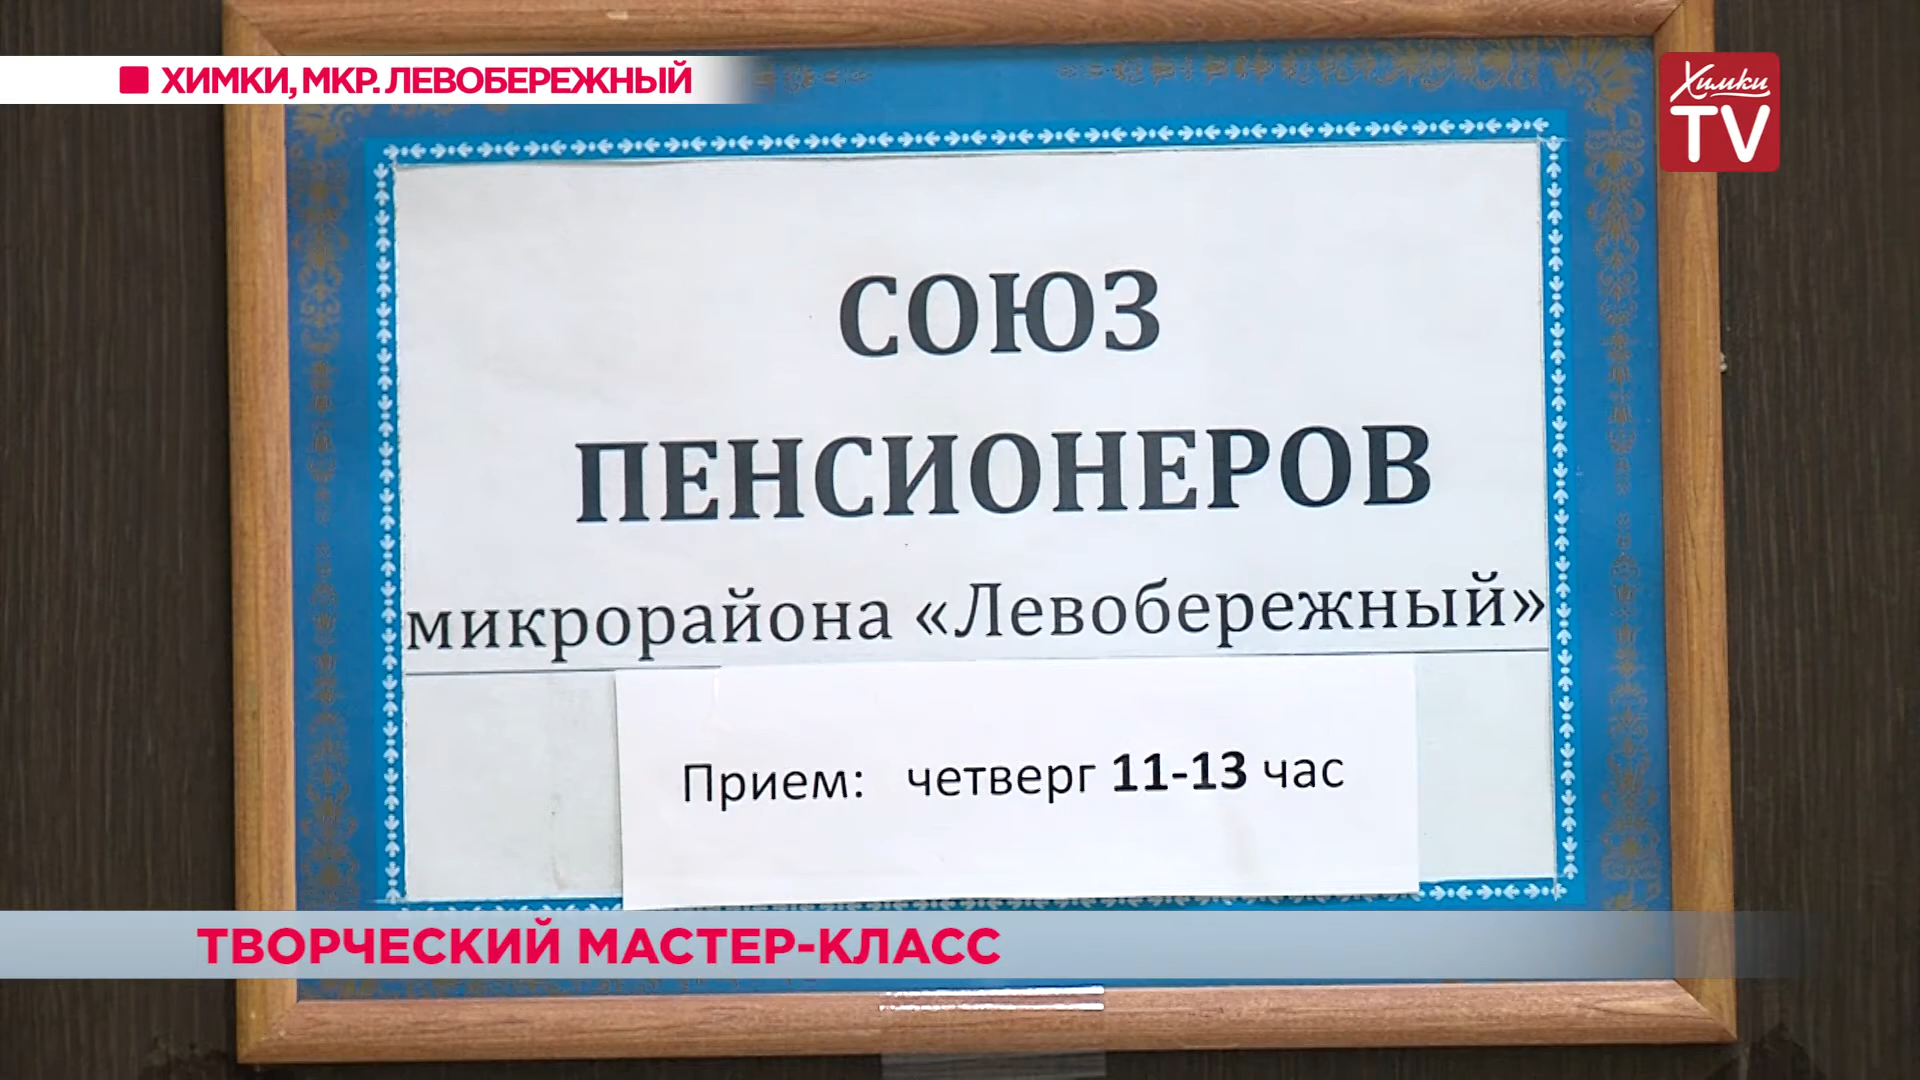 ХИМКИ, МКР. ЛЕВОБЕРЕЖНЫЙ
Химки
TV
СОЮЗ
ПЕНСИОНЕРОВ
микрорайона «Левобережный»
Прием: четверг 11-13 час
ТВОРЧЕСКИЙ МАСТЕР-КЛАСС